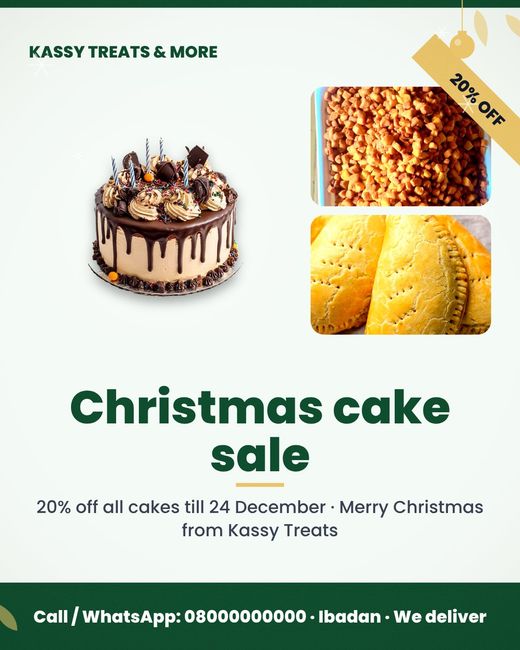 KASSY TREATS & MORE
20% OFF
Christmas cake
sale
20% off all cakes till 24 December · Merry Christmas
from Kassy Treats
Call / WhatsApp: 08000000000 · Ibadan · We deliver